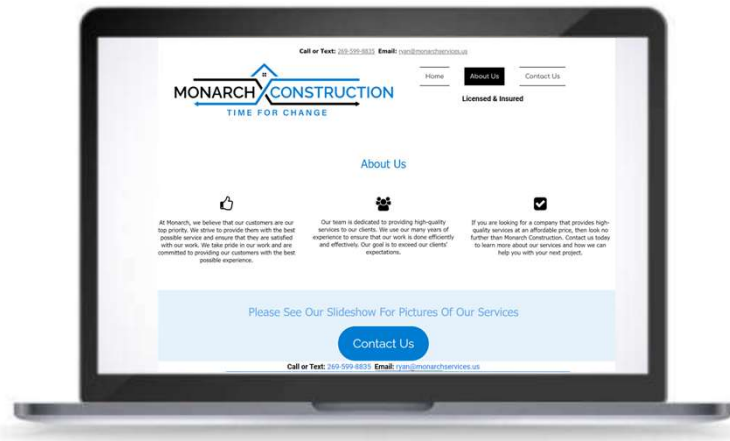 Call or Text: 269-599-8835 Email: ryan@monarchservices.us
MONARCH CONSTRUCTION
TIME FOR CHANGE
Home About Us Contact Us
Licensed & Insured
About Us
At Monarch, we believe that our customers are our
top priority. We strive to provide them with the best
possible service and ensure that they are satisfied
with our work. We take pride in our work and are
committed to providing our customers with the best
possible experience.
Our team is dedicated to providing high-quality
services to our clients. We use our many years of
experience to ensure that our work is done efficiently
and effectively. Our goal is to exceed our clients'
expectations.
If you are looking for a company that provides high-
quality services at an affordable price, then look no
further than Monarch Construction. Contact us today
to learn more about our services and how we can
help you with your next project.
Please See Our Slideshow For Pictures Of Our Services
Contact Us
Call or Text: 269-599-8835 Email: ryan@monarchservices.us